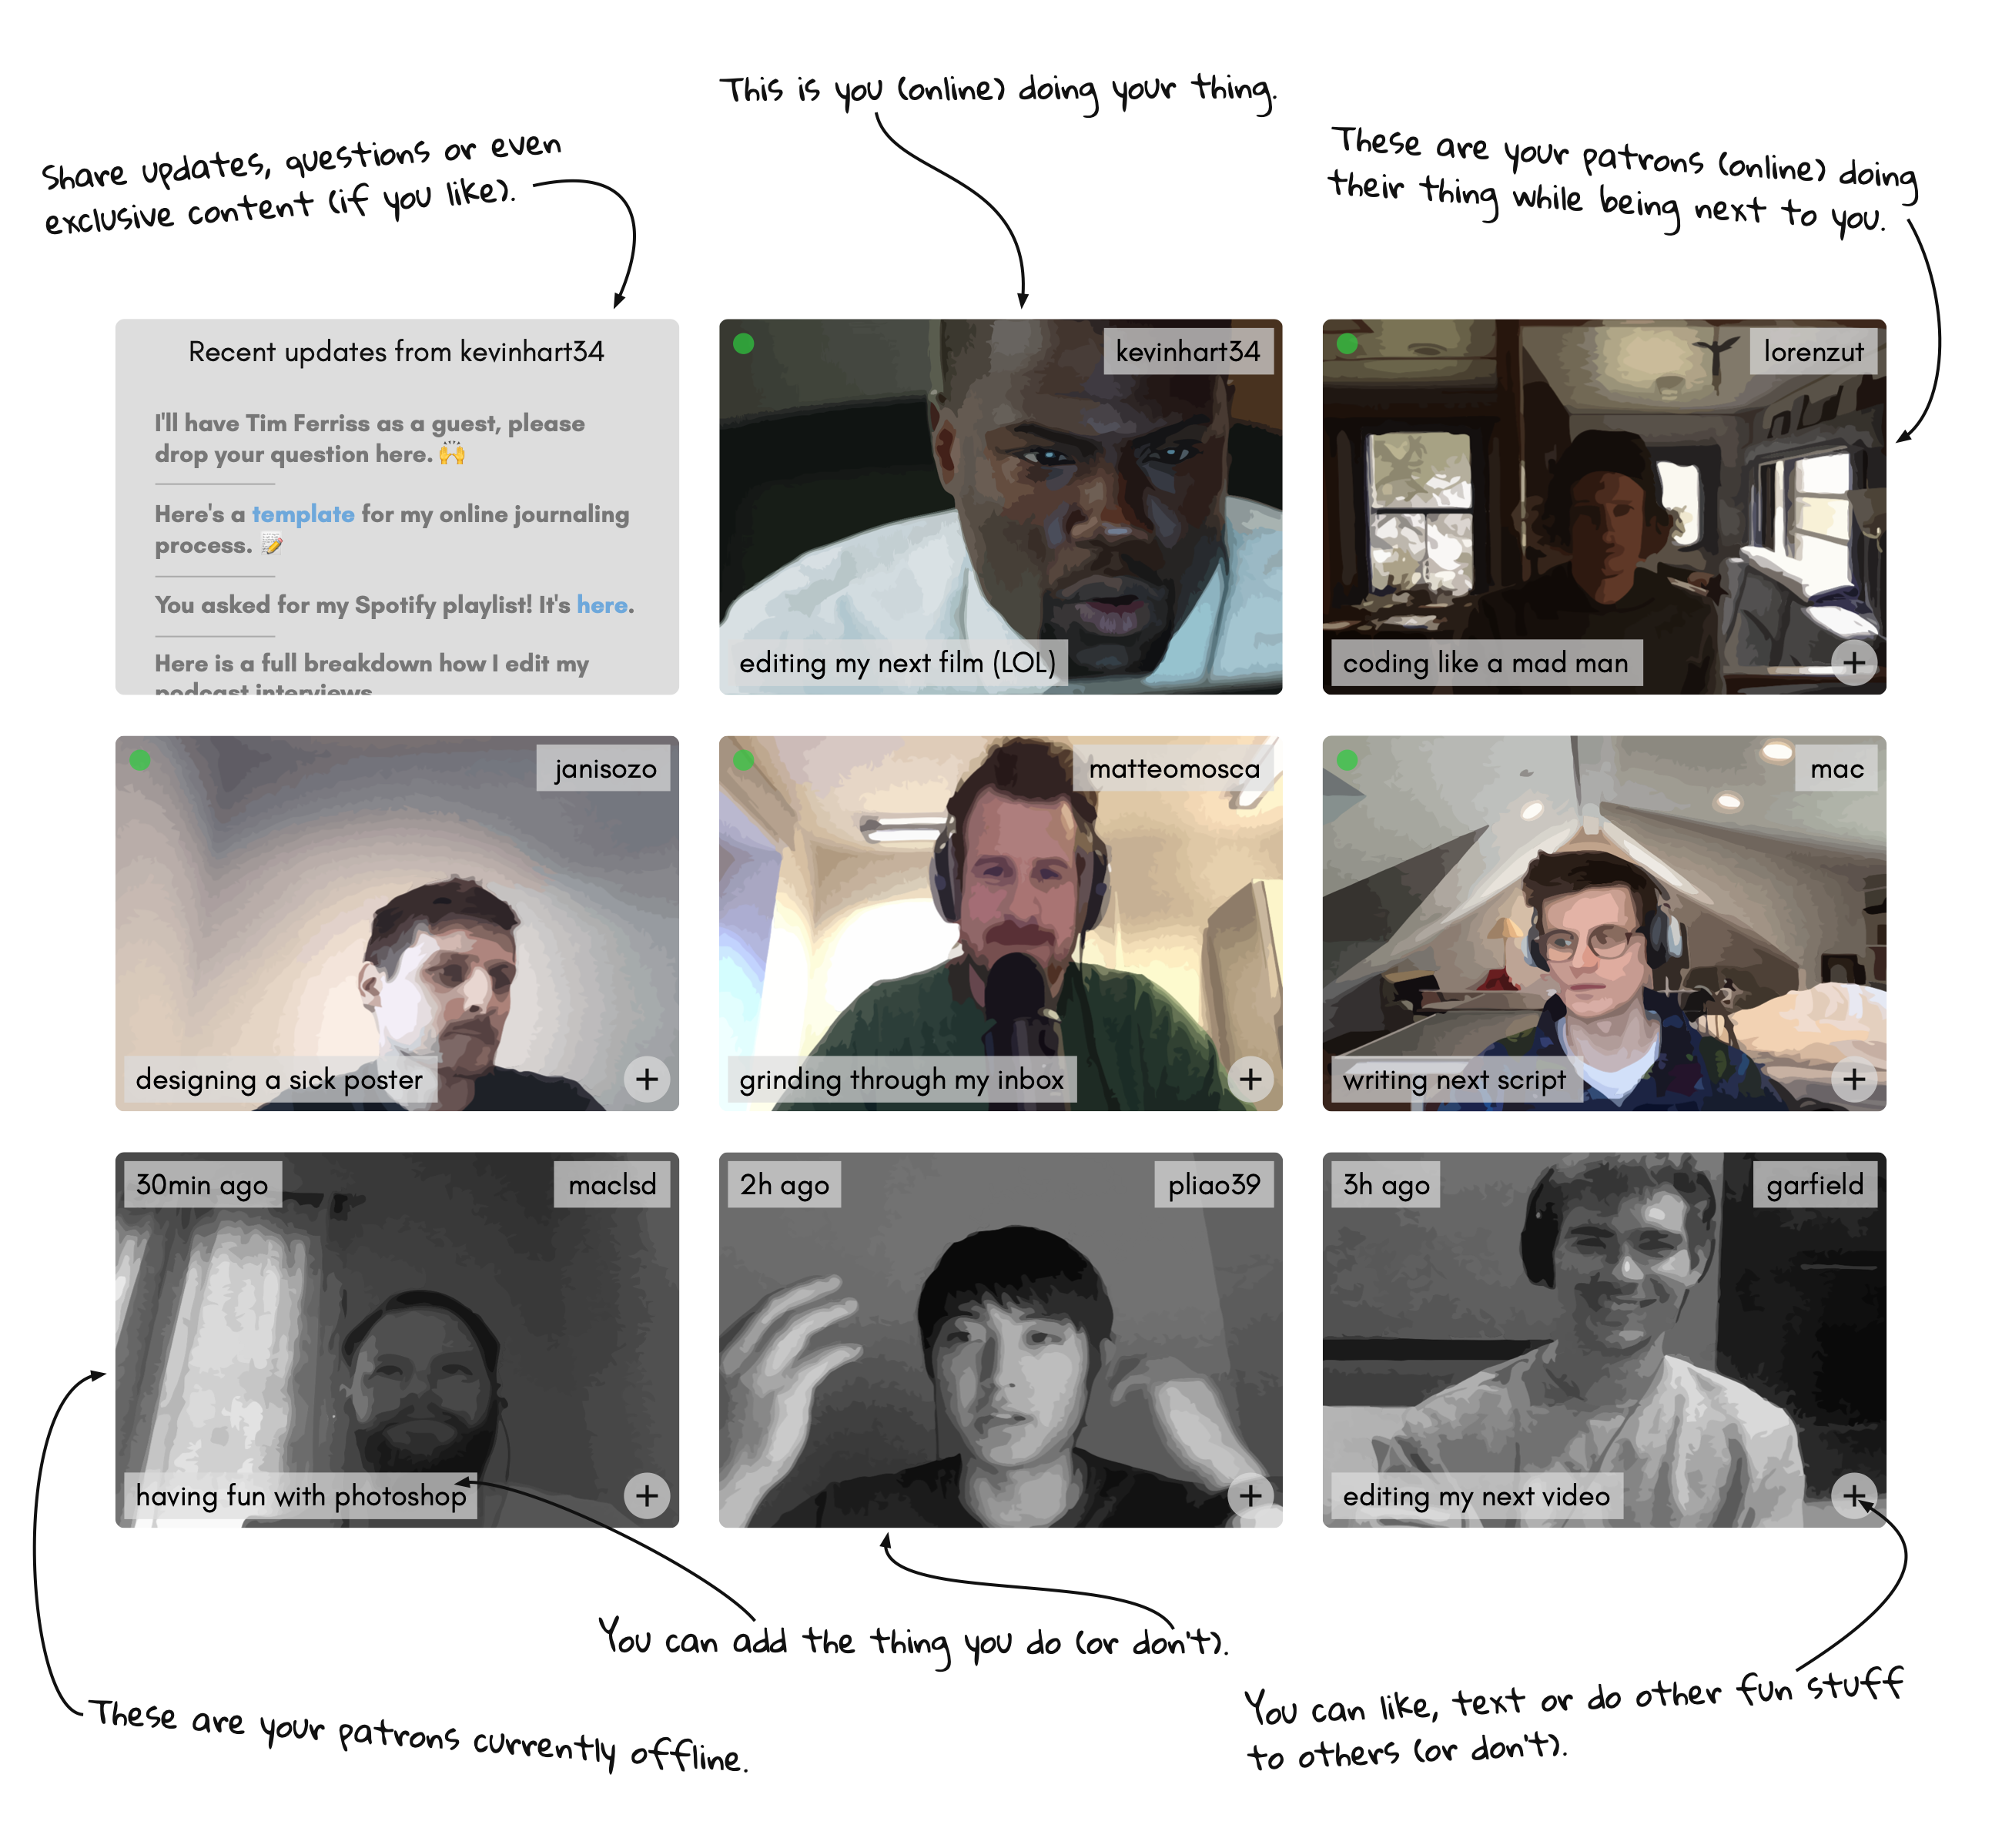 This is you (online) doing your thing.
Share updates, questions or even
exclusive content (if you like).
These are your patrons (online) doing
their thing while being next to you.
Recent updates from kevinhart34
I'll have Tim Ferriss as a guest, please
drop your question here. 🙌
Here's a template for my online journaling
process. 📝
You asked for my Spotify playlist! It's here.
Here is a full breakdown how I edit my
podcast interviews
kevinhart34
editing my next film (LOL)
lorenzut
coding like a mad man
+
janisozo
designing a sick poster
+
matteomosca
grinding through my inbox
+
mac
writing next script
+
30min ago
maclsd
having fun with photoshop
+
2h ago
pliao39
+
3h ago
garfield
editing my next video
+
You can add the thing you do (or don't).
These are your patrons currently offline.
You can like, text or do other fun stuff
to others (or don't).